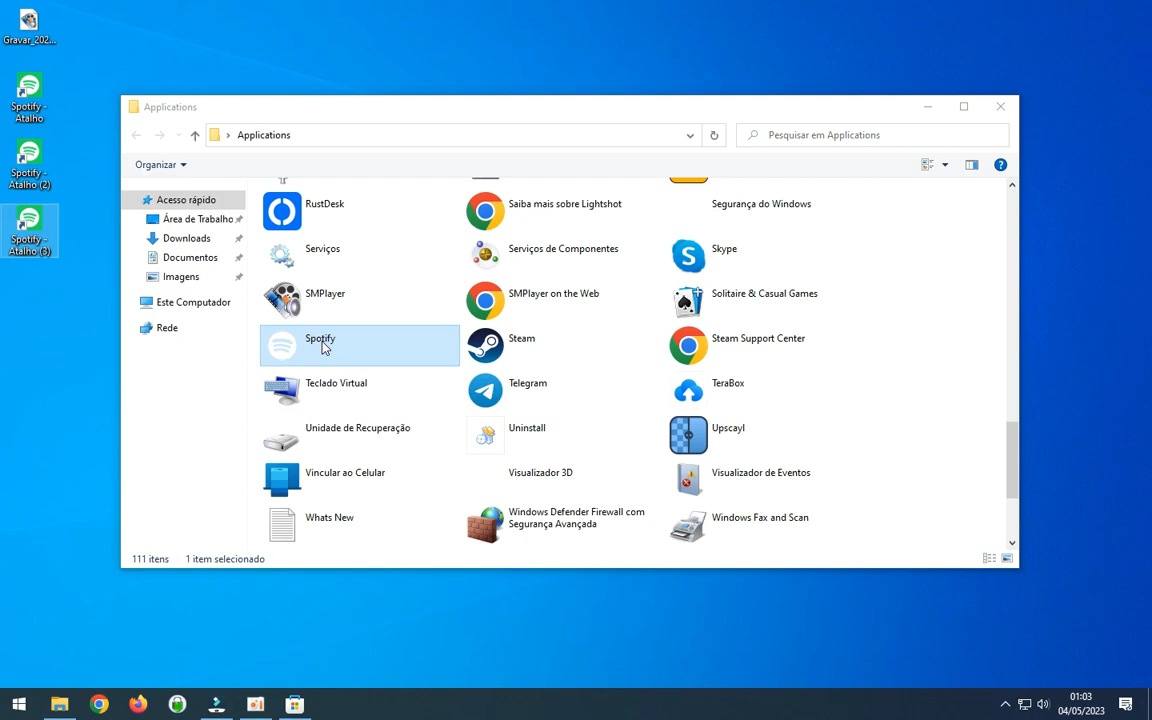 Gravar_202...
Spotify -
Atalho
Spotify -
Atalho (2)
Spotify -
Atalho (3)
Applications
Applications
Pesquisar em Applications
Organizar
Acesso rápido
Área de Trabalho
Downloads
Documentos
Imagens
Este Computador
Rede
RustDesk
Saiba mais sobre Lightshot
Segurança do Windows
Serviços
Serviços de Componentes
Skype
SMPlayer
SMPlayer on the Web
Solitaire & Casual Games
Spotify
Steam
Steam Support Center
Teclado Virtual
Telegram
TeraBox
Unidade de Recuperação
Uninstall
Upscayl
Vincular ao Celular
Visualizador 3D
Visualizador de Eventos
Whats New
Windows Defender Firewall com
Segurança Avançada
Windows Fax and Scan
111 itens
1 item selecionado
01:03
04/05/2023